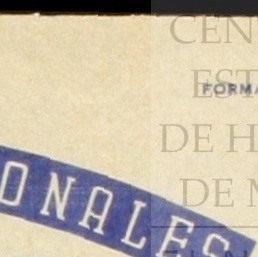 CEN
FORMA
EST
DE H
DE M
ONALES